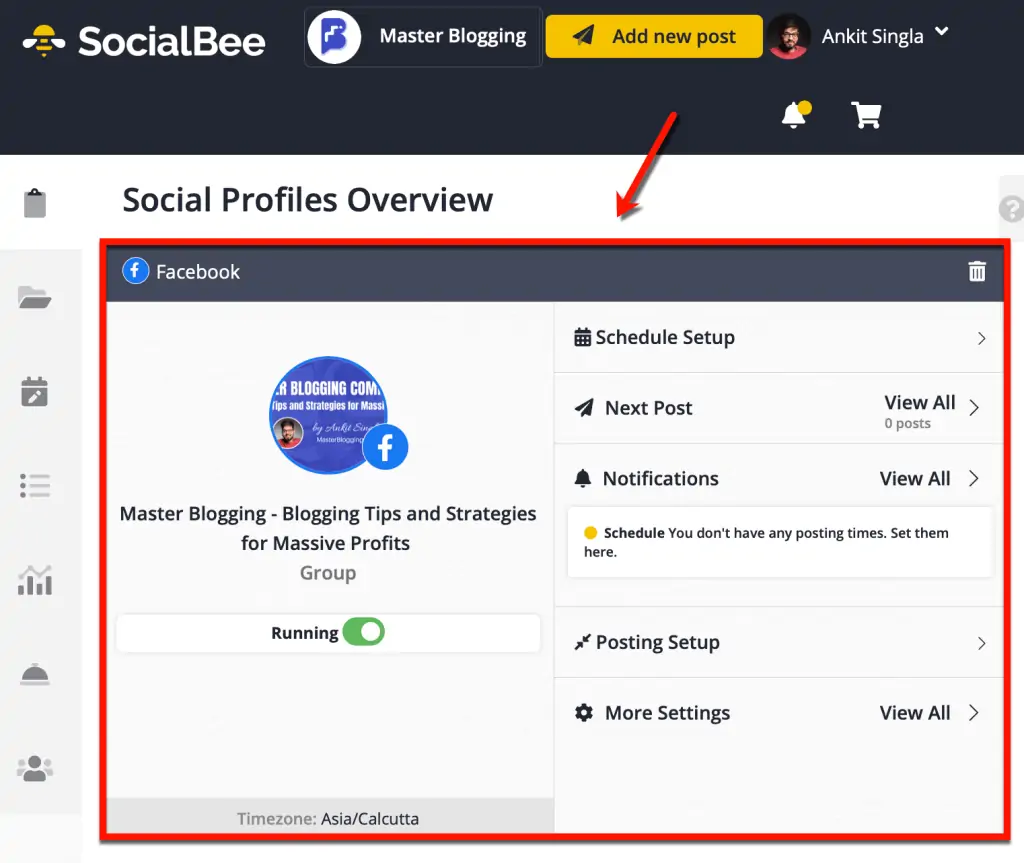 SocialBee
Master Blogging
Add new post
Ankit Singla
Social Profiles Overview
?
Facebook
R BLOGGING COM
ips and Strategies for Massi
by Ankit Sing
MasterBlogging
Master Blogging - Blogging Tips and Strategies
for Massive Profits
Group
Running
Timezone: Asia/Calcutta
Schedule Setup
Next Post
View All
0 posts
Notifications
View All
Schedule You don't have any posting times. Set them
here.
Posting Setup
More Settings
View All